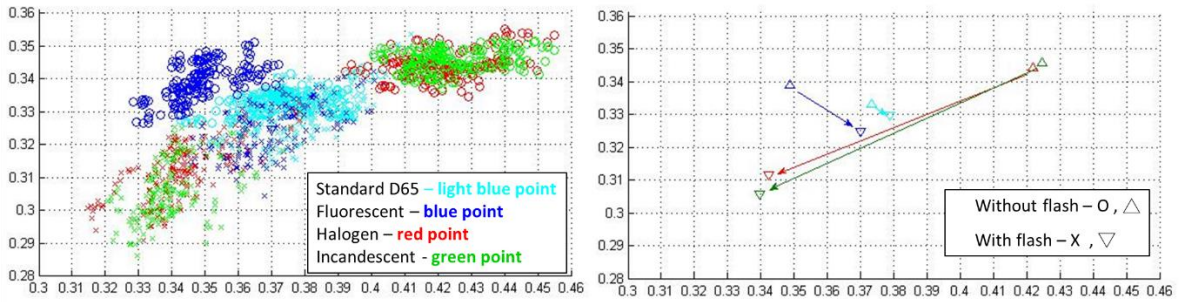 0.36
0.35
0.34
0.33
0.32
0.31
0.3
0.29
0.28
0.3 0.31 0.32 0.33 0.34 0.35 0.36 0.37 0.38 0.39 0.40 0.41 0.42 0.43 0.44 0.45 0.46
Standard D65 – light blue point
Fluorescent – blue point
Halogen – red point
Incandescent - green point
0.36
0.35
0.34
0.33
0.32
0.31
0.3
0.29
0.28
0.3 0.31 0.32 0.33 0.34 0.35 0.36 0.37 0.38 0.39 0.40 0.41 0.42 0.43 0.44 0.45 0.46
Without flash – O , △
With flash – X , ▽